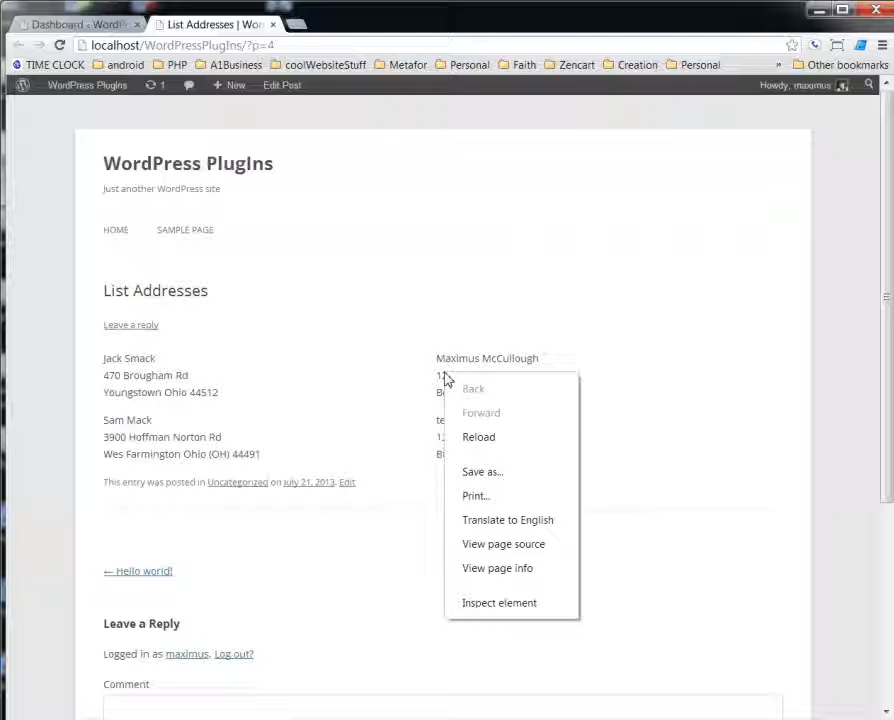 Dashboard ‹ WordPr
List Addresses | Wor
localhost/WordPressPlugIns/?p=4
TIME CLOCK android PHP A1Business coolWebsiteStuff Metafor Personal Faith Zencart Creation Personal » Other bookmarks
WordPress PlugIns 1 + New Edit Post Howdy, maximus
WordPress PlugIns
Just another WordPress site
HOME SAMPLE PAGE
List Addresses
Leave a reply
Jack Smack
470 Brougham Rd
Youngstown Ohio 44512
Maximus McCullough
Sam Mack
3900 Hoffman Norton Rd
Wes Farmington Ohio (OH) 44491
Back
Forward
Reload
Save as...
Print...
Translate to English
View page source
View page info
Inspect element
This entry was posted in Uncategorized on July 21, 2013. Edit
← Hello world!
Leave a Reply
Logged in as maximus. Log out?
Comment